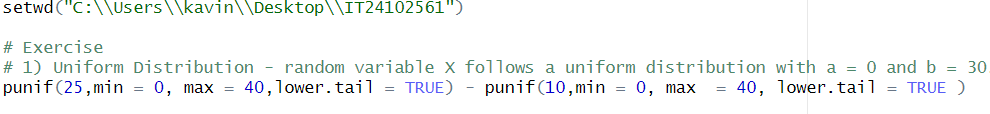 setwd("C:\\Users\\kavin\\Desktop\\IT24102561")
# Exercise
# 1) Uniform Distribution - random variable X follows a uniform distribution with a = 0 and b = 30
punif(25,min = 0, max = 40,lower.tail = TRUE) - punif(10,min = 0, max  = 40, lower.tail = TRUE )